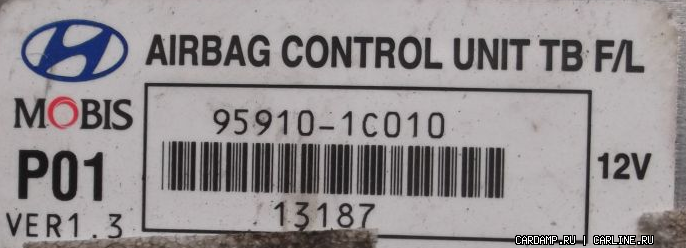 AIRBAG CONTROL UNIT TB F/L
MOBIS
95910-1C010
P01
12V
13187
VER1.3
CARDAMP.RU | CARLINE.RU